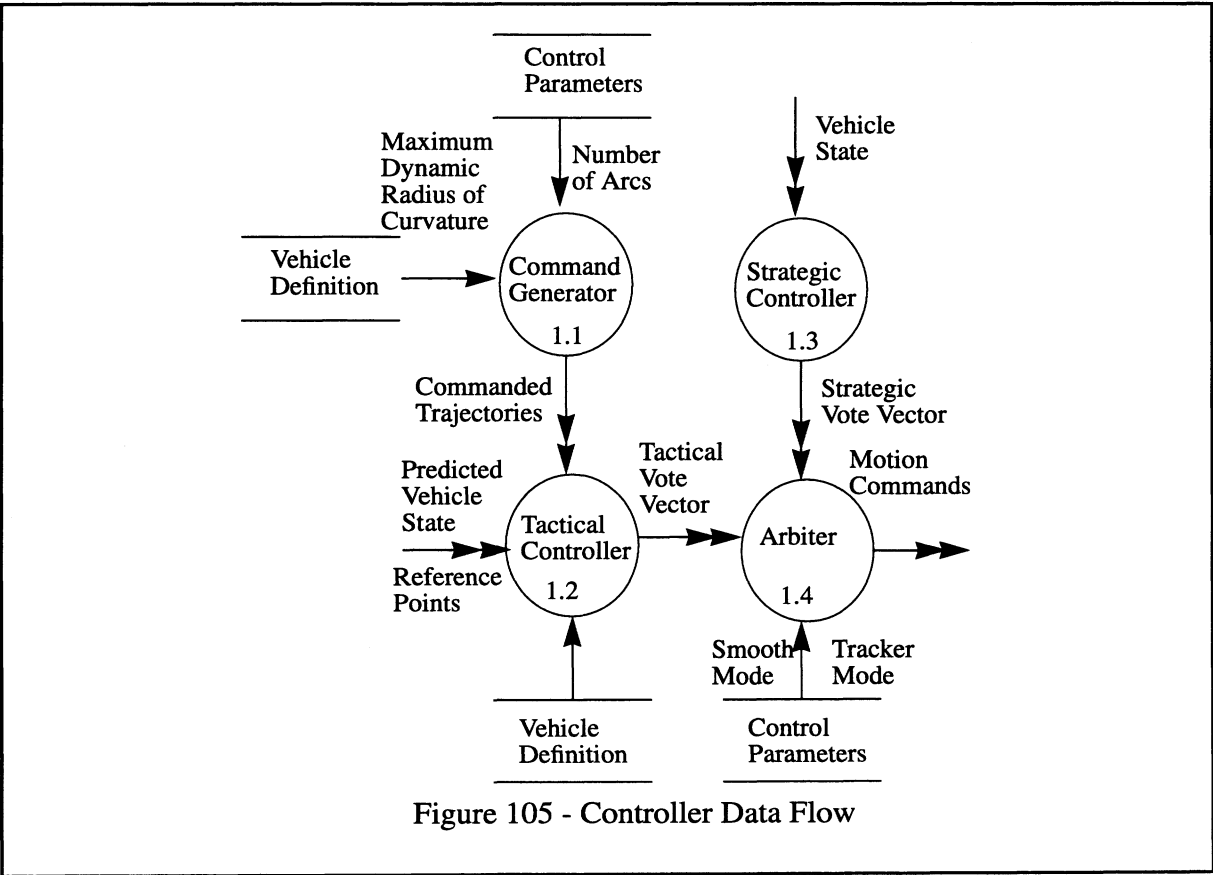 Control
Parameters
Maximum
Dynamic
Radius of
Curvature
Number
of Arcs
Vehicle
State
Vehicle
Definition
Command
Generator
1.1
Strategic
Controller
1.3
Commanded
Trajectories
Strategic
Vote Vector
Predicted
Vehicle
State
Tactical
Vote
Vector
Motion
Commands
Tactical
Controller
1.2
Arbiter
1.4
Reference
Points
Smooth
Mode
Tracker
Mode
Vehicle
Definition
Control
Parameters
Figure 105 - Controller Data Flow